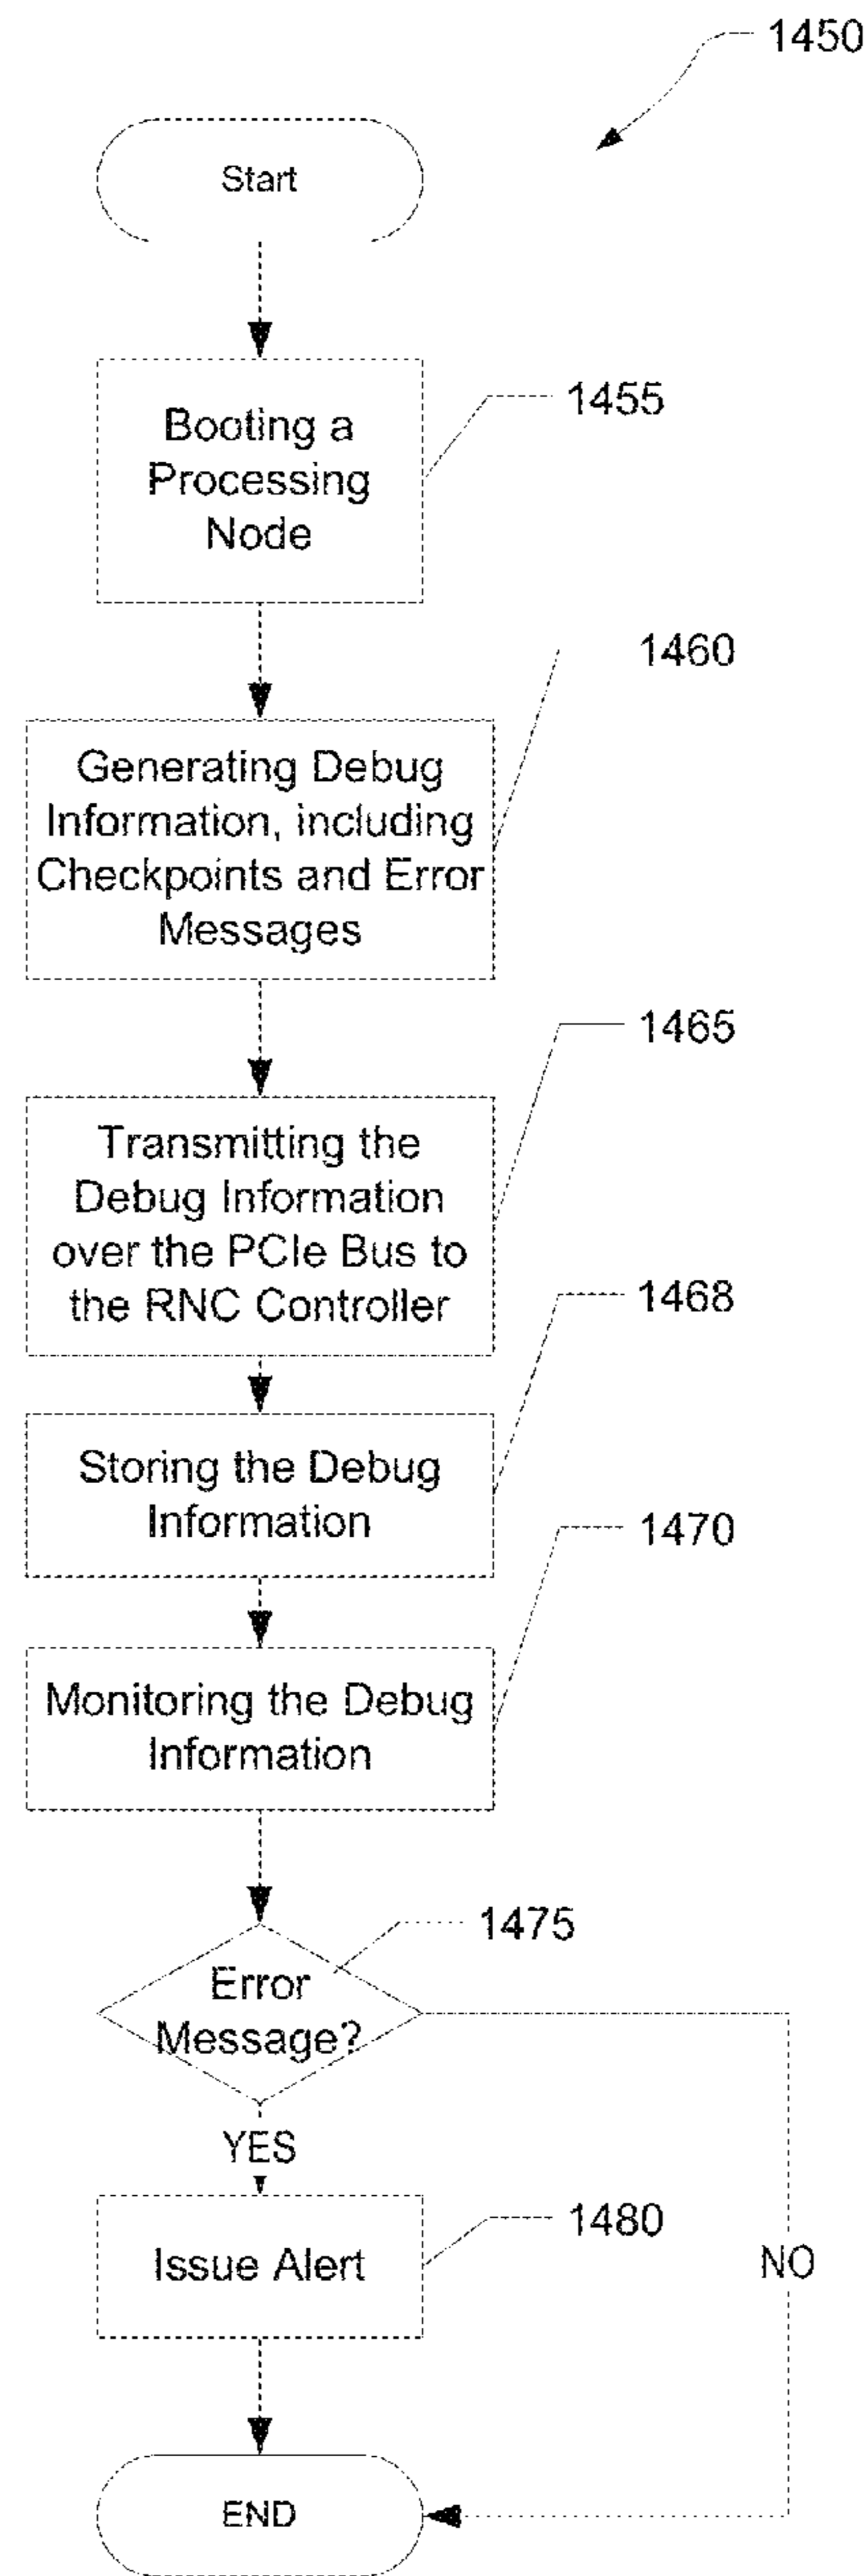 1450
Start
1455
Booting a
Processing
Node
1460
Generating Debug
Information, including
Checkpoints and Error
Messages
1465
Transmitting the
Debug Information
over the PCIe Bus to
the RNC Controller
1468
Storing the Debug
Information
1470
Monitoring the Debug
Information
1475
Error
Message?
YES
1480
Issue Alert
NO
END